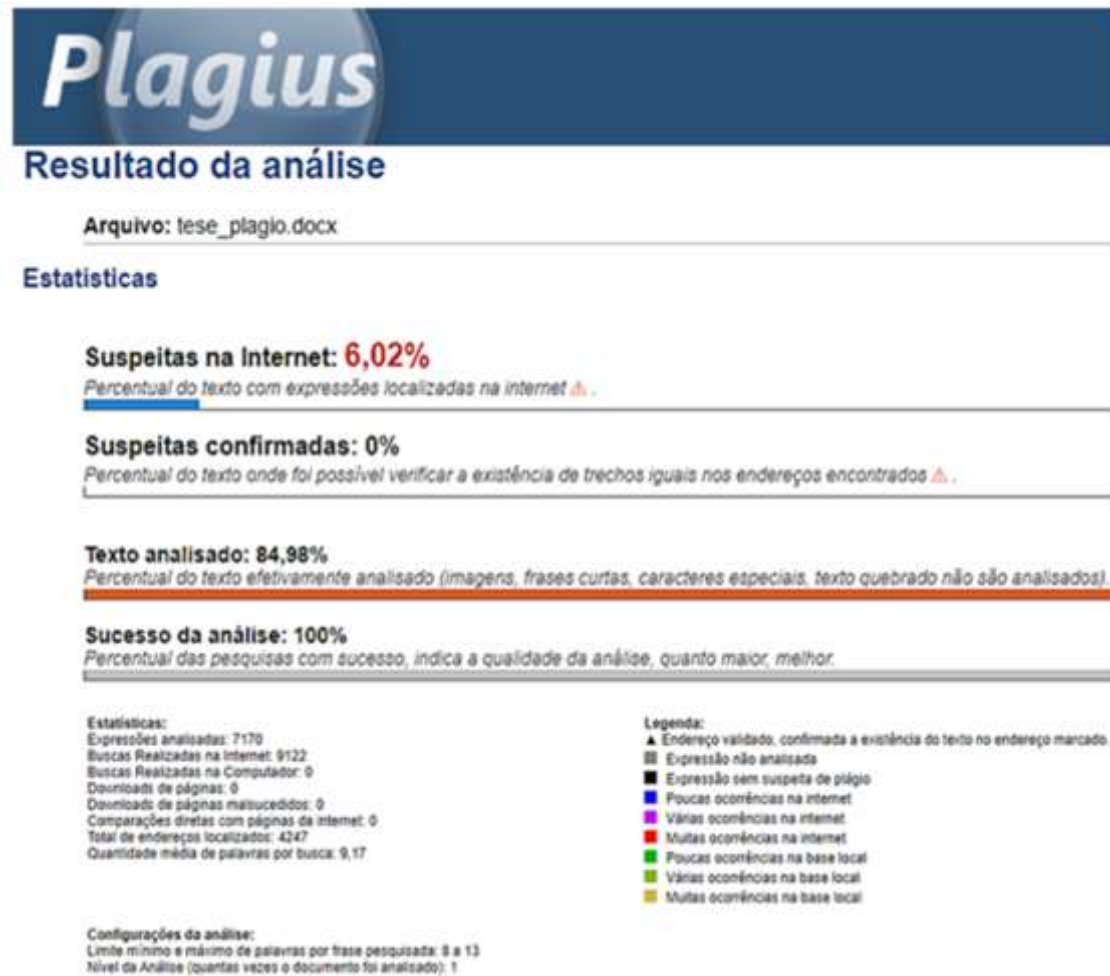 Plagius
Resultado da análise
Arquivo: tese_plagio.docx
Estatisticas
Suspeitas na Internet: 6,02%
Percentual do texto com expressões localizadas na internet ⚠ .
Suspeitas confirmadas: 0%
Percentual do texto onde foi possível verificar a existência de trechos iguais nos endereços encontrados ⚠ .
Texto analisado: 84,98%
Percentual do texto efetivamente analisado (imagens, frases curtas, caracteres especiais, texto quebrado não são analisados).
Sucesso da análise: 100%
Percentual das pesquisas com sucesso, indica a qualidade da análise, quanto maior, melhor.
Estatísticas:
Expressões analisadas: 7170
Buscas Realizadas na Internet: 9122
Buscas Realizadas na Computador: 0
Downloads de páginas: 0
Downloads de páginas malsucedidos: 0
Comparações diretas com páginas da internet: 0
Total de endereços localizados: 4247
Quantidade média de palavras por busca: 9,17
Legenda:
▲ Endereço validado, confirmada a existência do texto no endereço marcado.
Expressão não analisada
Expressão sem suspeita de plágio
Poucas ocorrências na internet
Várias ocorrências na internet
Muitas ocorrências na internet
Poucas ocorrências na base local
Várias ocorrências na base local
Muitas ocorrências na base local
Configurações da análise:
Limite mínimo e máximo de palavras por frase pesquisada: 8 a 13
Nível da Análise (quantas vezes o documento foi analisado): 1